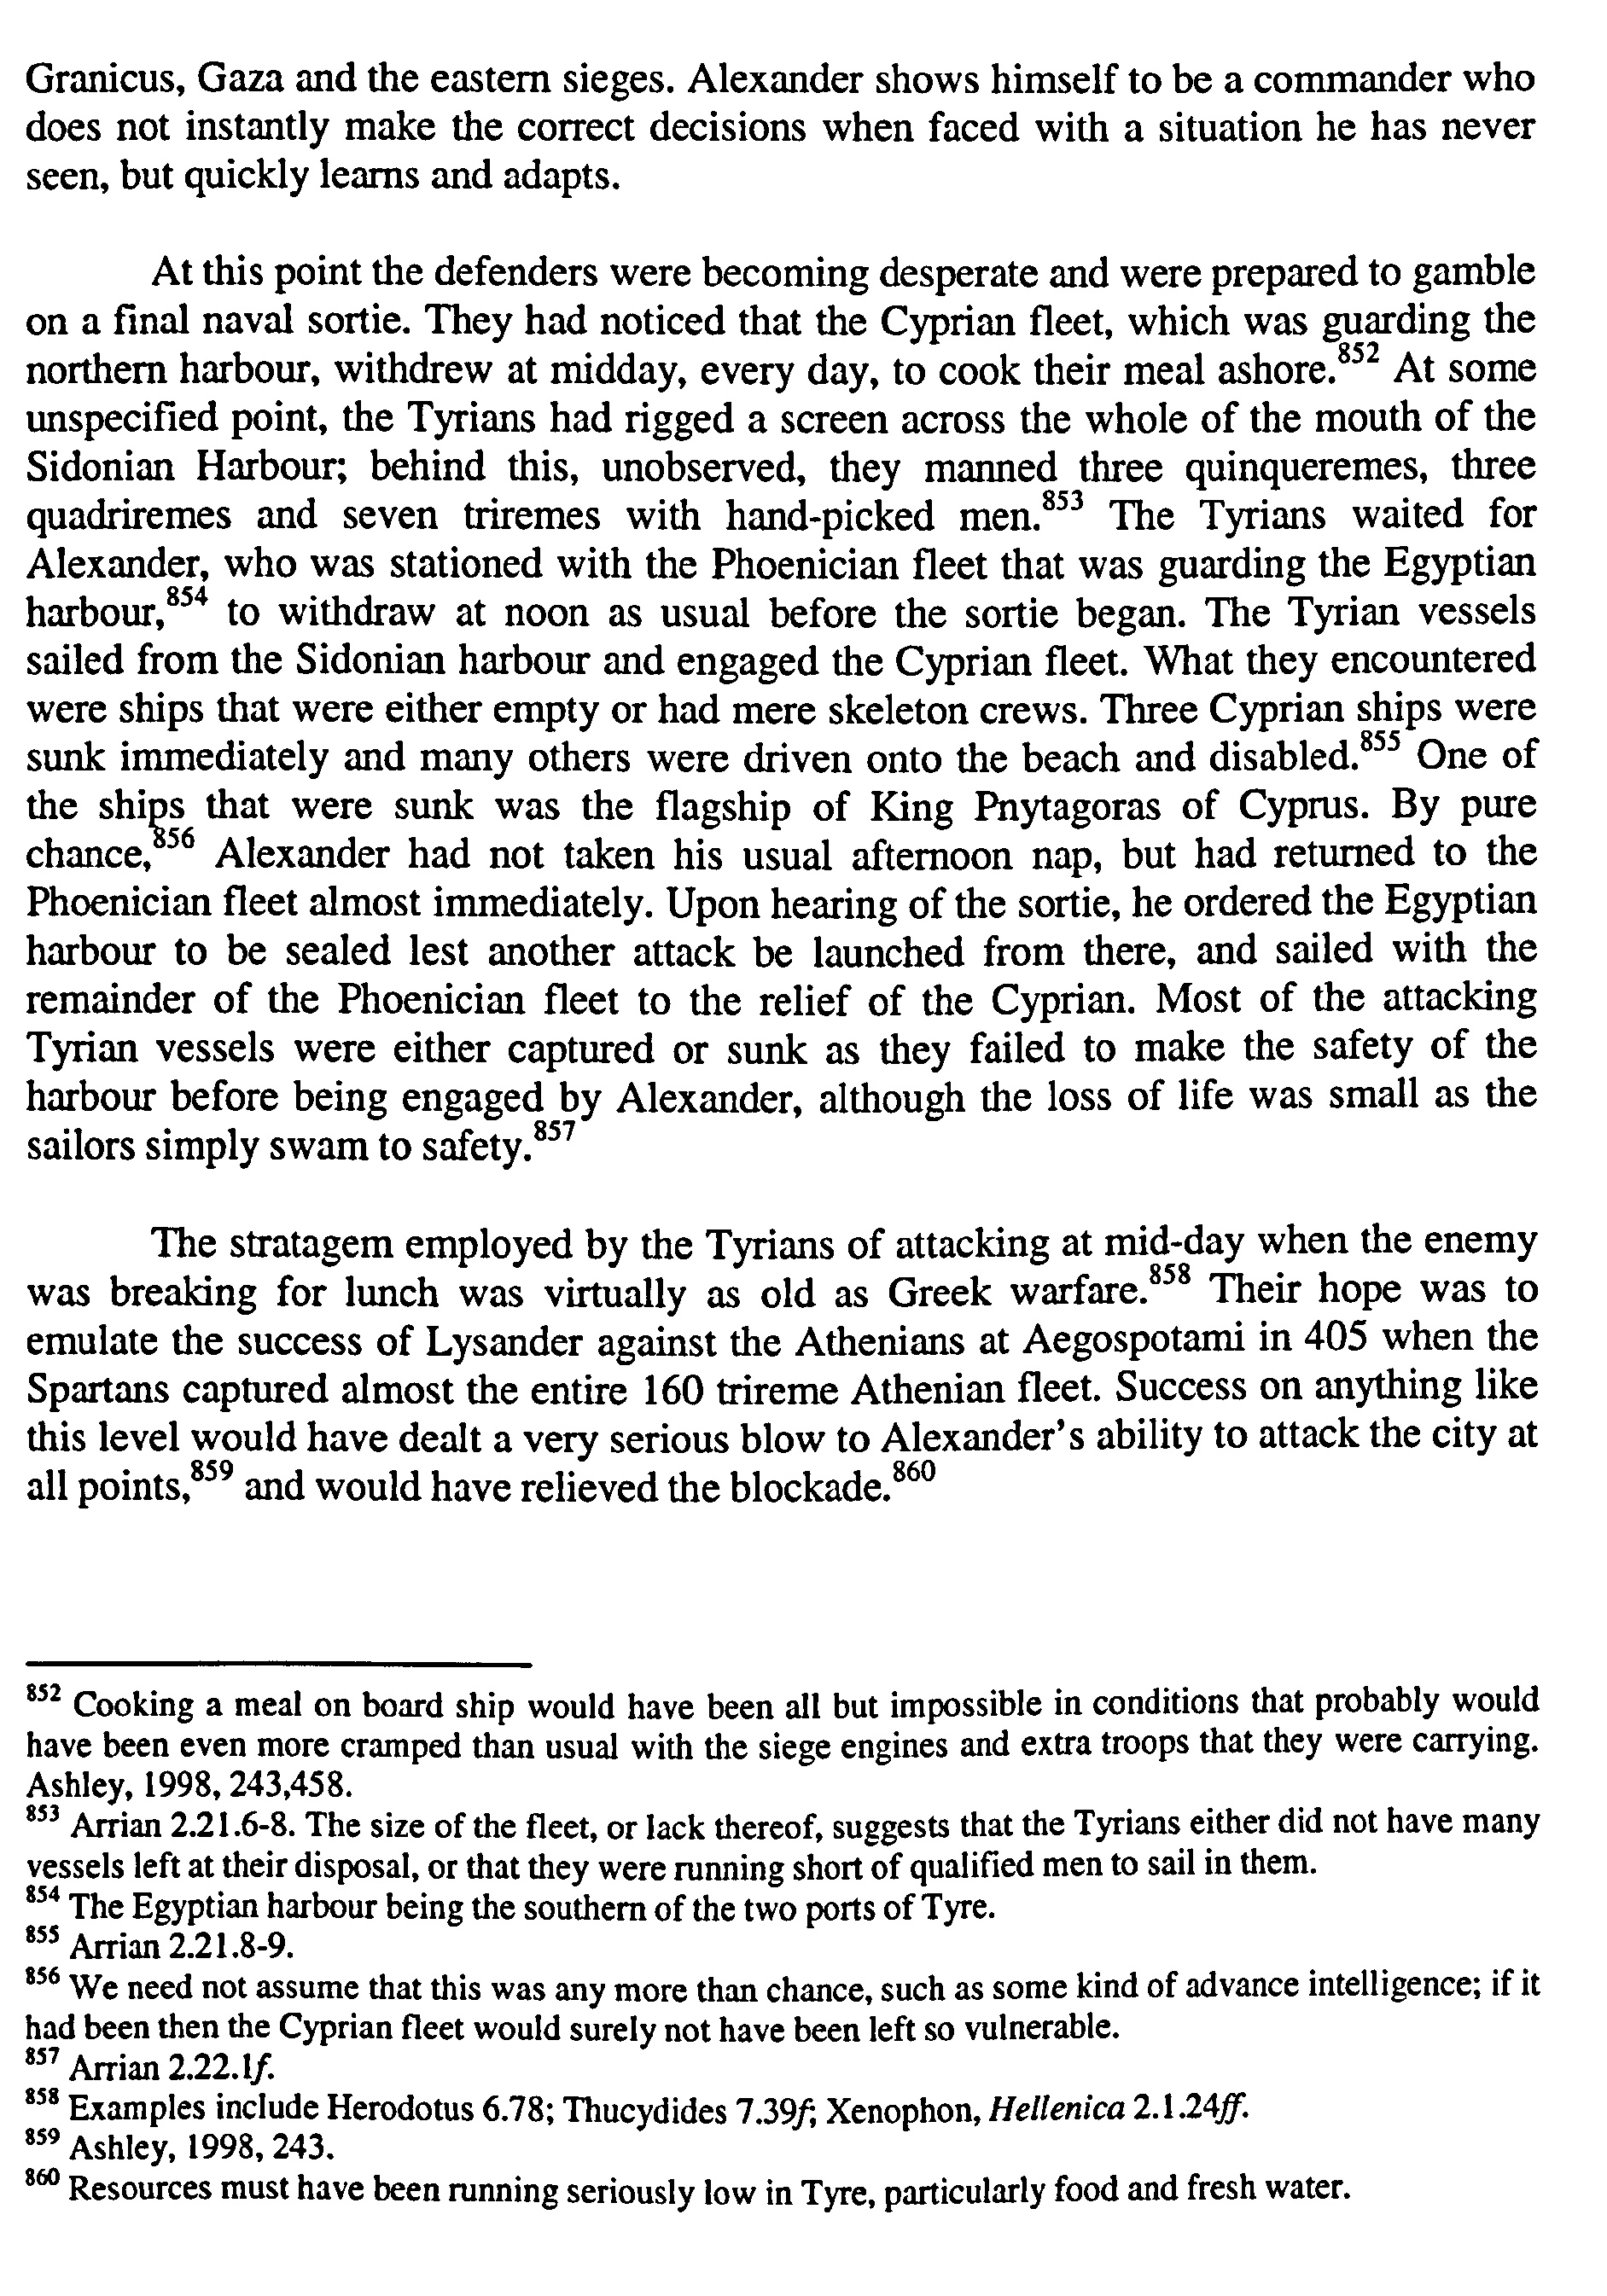 Granicus, Gaza and the eastern sieges. Alexander shows himself to be a commander who
does not instantly make the correct decisions when faced with a situation he has never
seen, but quickly learns and adapts.
At this point the defenders were becoming desperate and were prepared to gamble
on a final naval sortie. They had noticed that the Cyprian fleet, which was guarding the
northern harbour, withdrew at midday, every day, to cook their meal ashore.852 At some
unspecified point, the Tyrians had rigged a screen across the whole of the mouth of the
Sidonian Harbour; behind this, unobserved, they manned three quinqueremes, three
quadriremes and seven triremes with hand-picked men.853 The Tyrians waited for
Alexander, who was stationed with the Phoenician fleet that was guarding the Egyptian
harbour,854 to withdraw at noon as usual before the sortie began. The Tyrian vessels
sailed from the Sidonian harbour and engaged the Cyprian fleet. What they encountered
were ships that were either empty or had mere skeleton crews. Three Cyprian ships were
sunk immediately and many others were driven onto the beach and disabled.855 One of
the ships that were sunk was the flagship of King Pnytagoras of Cyprus. By pure
chance,856 Alexander had not taken his usual afternoon nap, but had returned to the
Phoenician fleet almost immediately. Upon hearing of the sortie, he ordered the Egyptian
harbour to be sealed lest another attack be launched from there, and sailed with the
remainder of the Phoenician fleet to the relief of the Cyprian. Most of the attacking
Tyrian vessels were either captured or sunk as they failed to make the safety of the
harbour before being engaged by Alexander, although the loss of life was small as the
sailors simply swam to safety.857
The stratagem employed by the Tyrians of attacking at mid-day when the enemy
was breaking for lunch was virtually as old as Greek warfare.858 Their hope was to
emulate the success of Lysander against the Athenians at Aegospotami in 405 when the
Spartans captured almost the entire 160 trireme Athenian fleet. Success on anything like
this level would have dealt a very serious blow to Alexander's ability to attack the city at
all points,859 and would have relieved the blockade.860
852 Cooking a meal on board ship would have been all but impossible in conditions that probably would
have been even more cramped than usual with the siege engines and extra troops that they were carrying.
Ashley, 1998, 243,458.
853 Arrian 2.21.6-8. The size of the fleet, or lack thereof, suggests that the Tyrians either did not have many
vessels left at their disposal, or that they were running short of qualified men to sail in them.
854 The Egyptian harbour being the southern of the two ports of Tyre.
855 Arrian 2.21.8-9.
856 We need not assume that this was any more than chance, such as some kind of advance intelligence; if it
had been then the Cyprian fleet would surely not have been left so vulnerable.
857 Arrian 2.22.1f.
858 Examples include Herodotus 6.78; Thucydides 7.39f; Xenophon, Hellenica 2.1.24ff.
859 Ashley, 1998, 243.
860 Resources must have been running seriously low in Tyre, particularly food and fresh water.